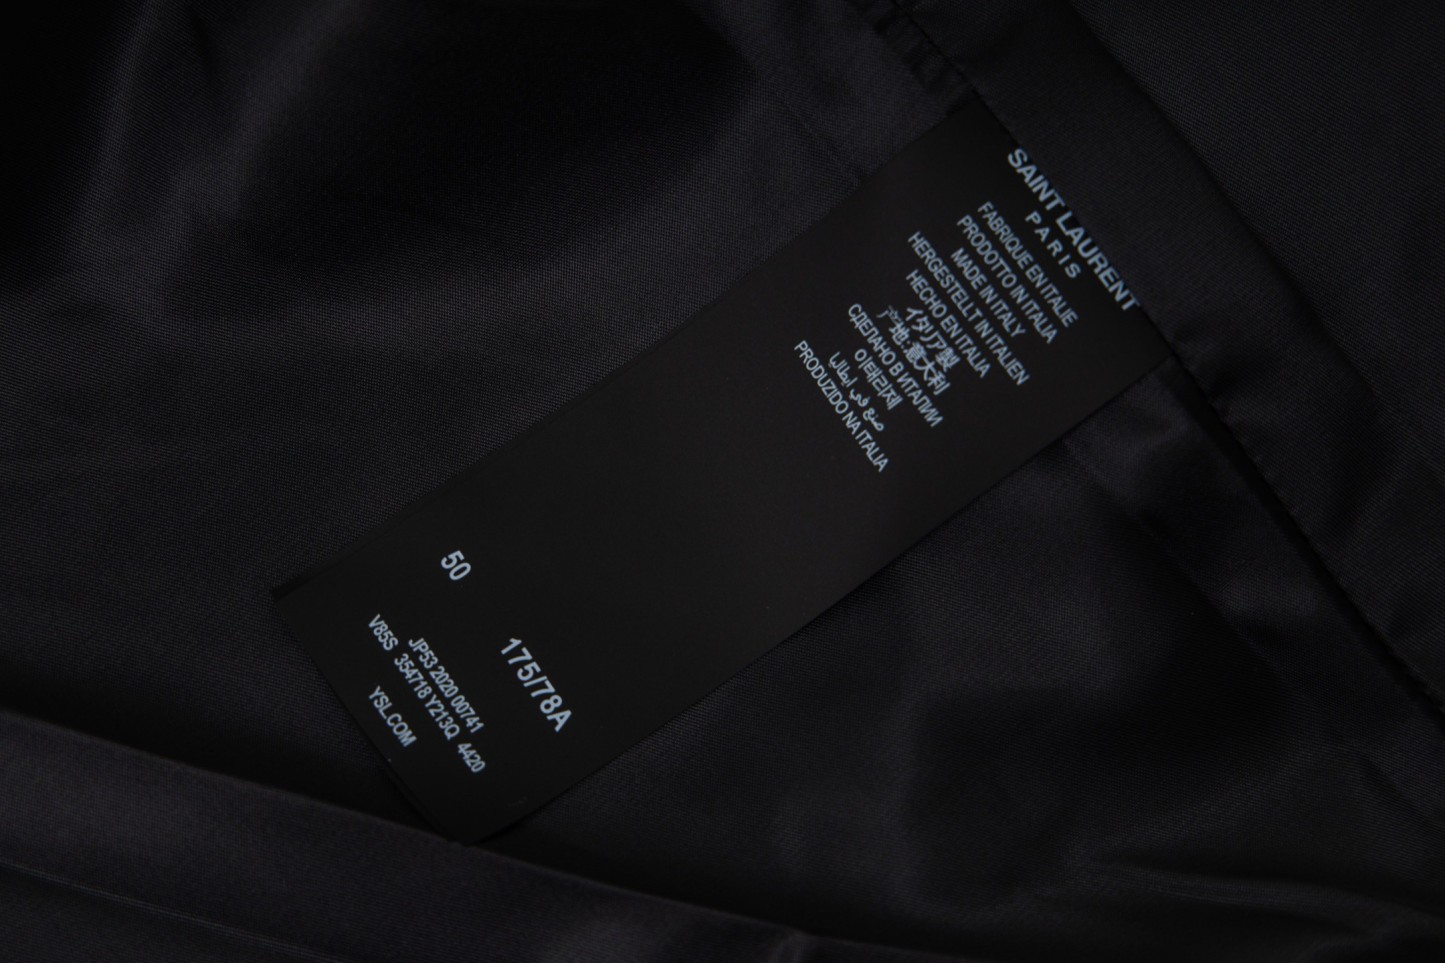 SAINT LAURENT
PARIS
FABRIQUE EN ITALIE
PRODOTTO IN ITALIA
MADE IN ITALY
HERGESTELLT IN ITALIEN
HECHO EN ITALIA
イタリア製
产地:意大利
СДЕЛАНО В ИТАЛИИ
이태리제
صنع في ايطاليا
PRODUZIDO NA ITALIA
50
175/78A
JP53 2020 00741
V85S 354718 Y213Q 4420
YSL.COM